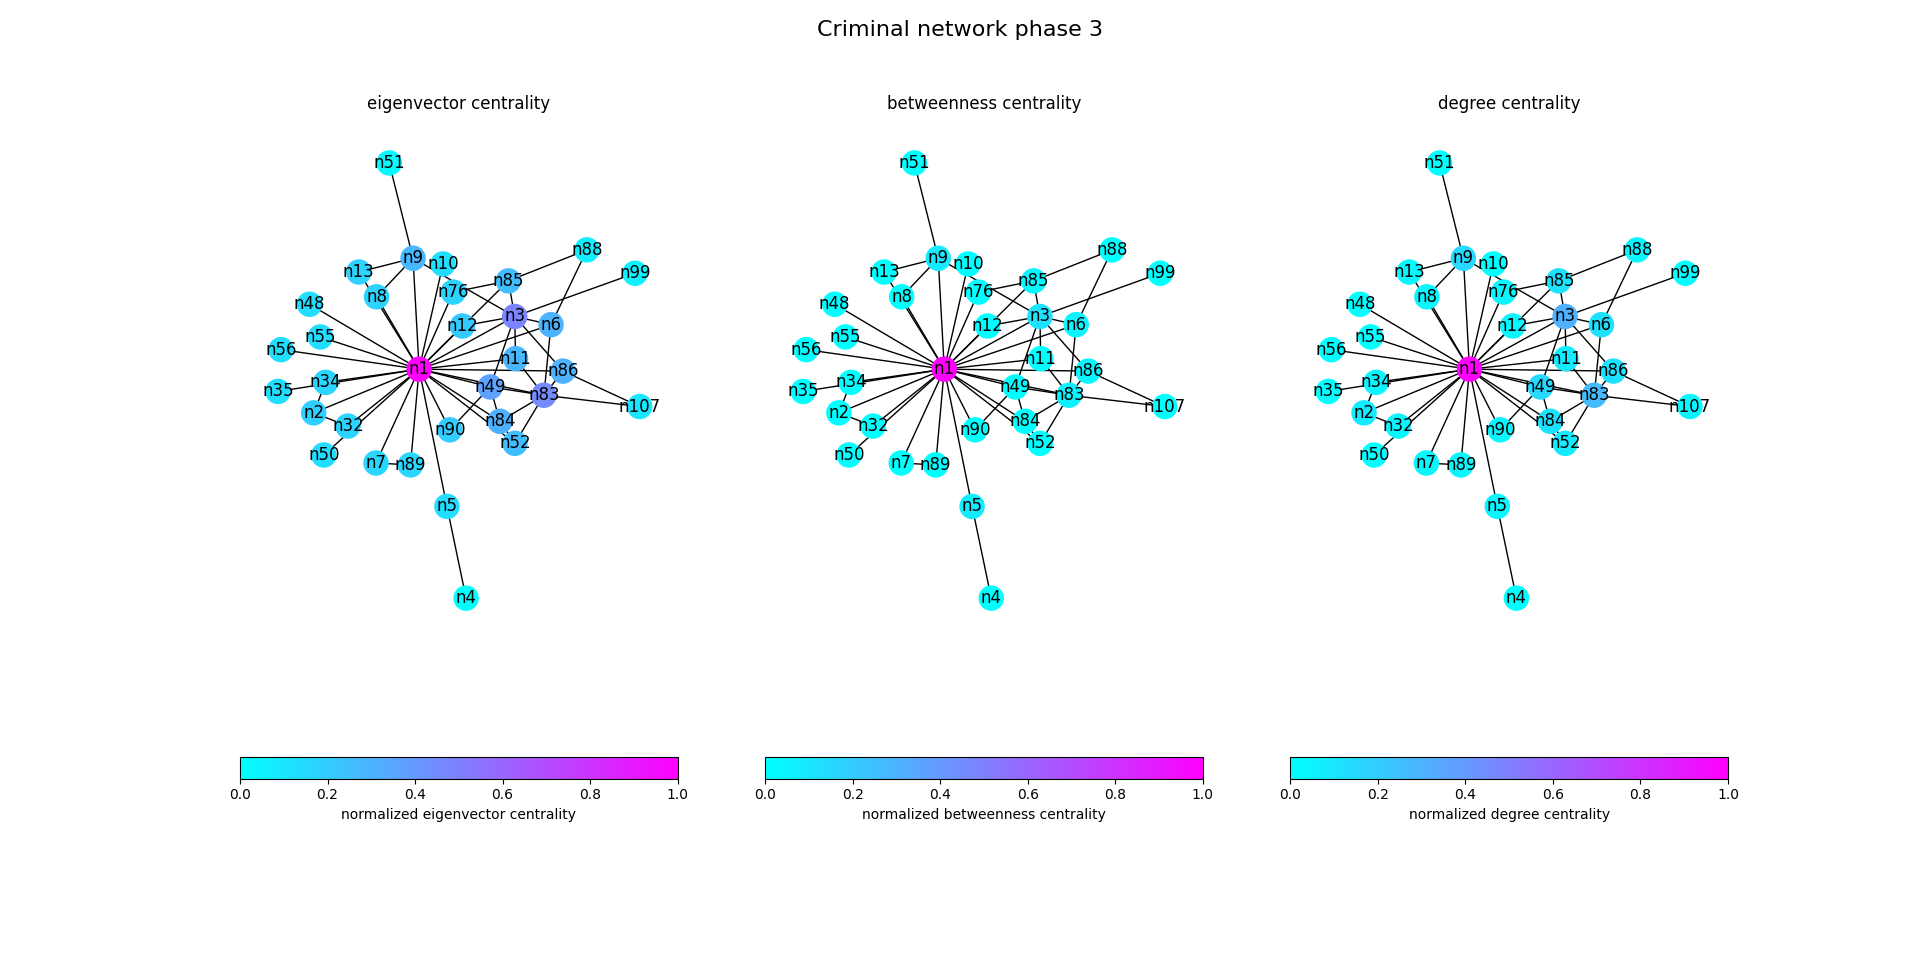 Criminal network phase 3
eigenvector centrality
n51
n9
n10
n13
n8
n76
n85
n88
n99
n48
n12
n3
n6
n55
n56
n1
n11
n86
n35
n34
n49
n83
n107
n2
n32
n90
n84
n52
n50
n7
n89
n5
n4
0.0 0.2 0.4 0.6 0.8 1.0
normalized eigenvector centrality
betweenness centrality
n51
n9
n10
n13
n8
n76
n85
n88
n99
n48
n12
n3
n6
n55
n56
n1
n11
n86
n35
n34
n49
n83
n107
n2
n32
n90
n84
n52
n50
n7
n89
n5
n4
0.0 0.2 0.4 0.6 0.8 1.0
normalized betweenness centrality
degree centrality
n51
n9
n10
n13
n8
n76
n85
n88
n99
n48
n12
n3
n6
n55
n56
n1
n11
n86
n35
n34
n49
n83
n107
n2
n32
n90
n84
n52
n50
n7
n89
n5
n4
0.0 0.2 0.4 0.6 0.8 1.0
normalized degree centrality